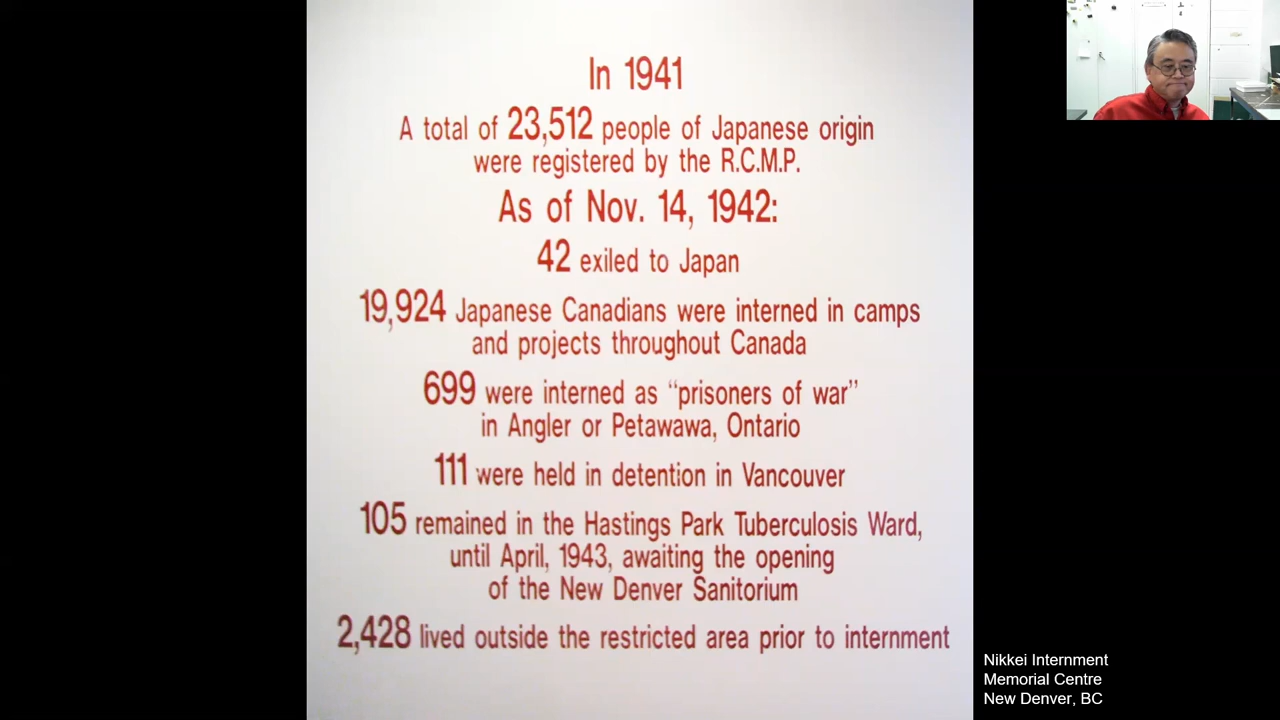 In 1941
A total of 23,512 people of Japanese origin
were registered by the R.C.M.P.
As of Nov. 14, 1942:
42 exiled to Japan
19,924 Japanese Canadians were interned in camps
and projects throughout Canada
699 were interned as “prisoners of war”
in Angler or Petawawa, Ontario
111 were held in detention in Vancouver
105 remained in the Hastings Park Tuberculosis Ward,
until April, 1943, awaiting the opening
of the New Denver Sanitorium
2,428 lived outside the restricted area prior to internment
Nikkei Internment
Memorial Centre
New Denver, BC